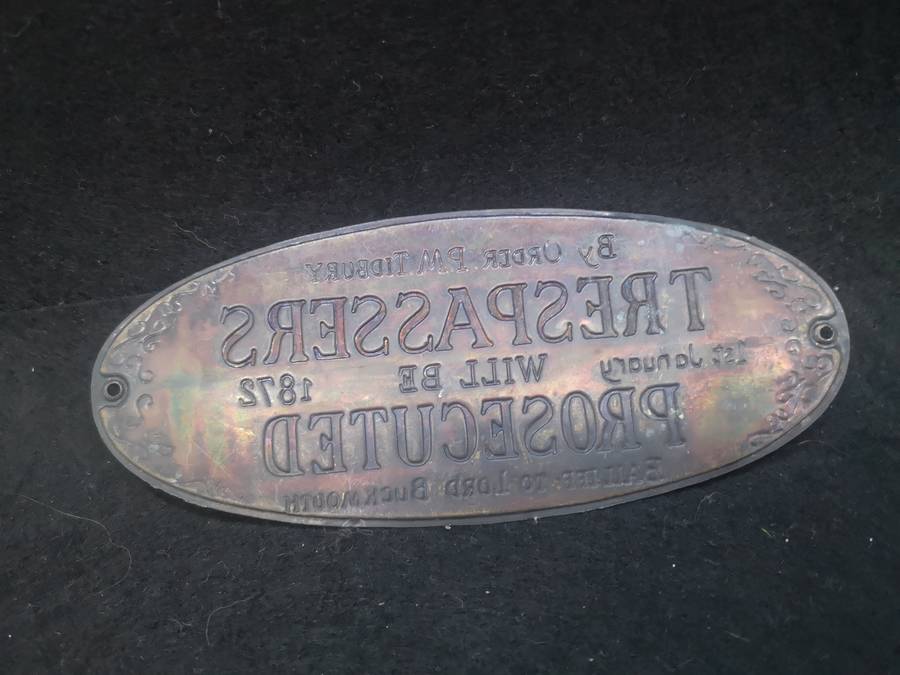 By Order P.M. Tidbury
TRESPASSERS
1st January WILL BE 1872
PROSECUTED
Bailiff to Lord Buckmouth